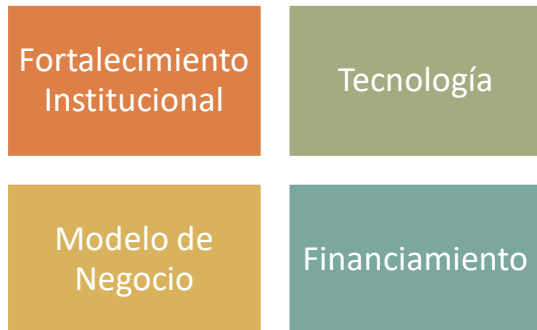 Fortalecimiento
Institucional
Tecnología
Modelo de
Negocio
Financiamiento